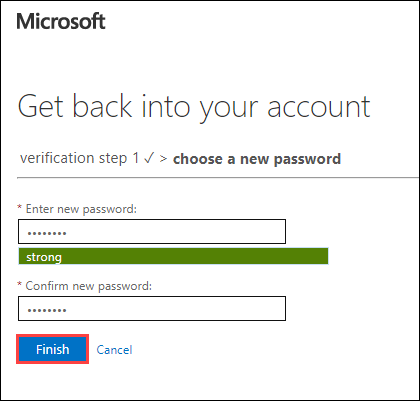 Microsoft
Get back into your account
verification step 1 ✓ > choose a new password
* Enter new password:
••••••••
strong
* Confirm new password:
••••••••
Finish Cancel